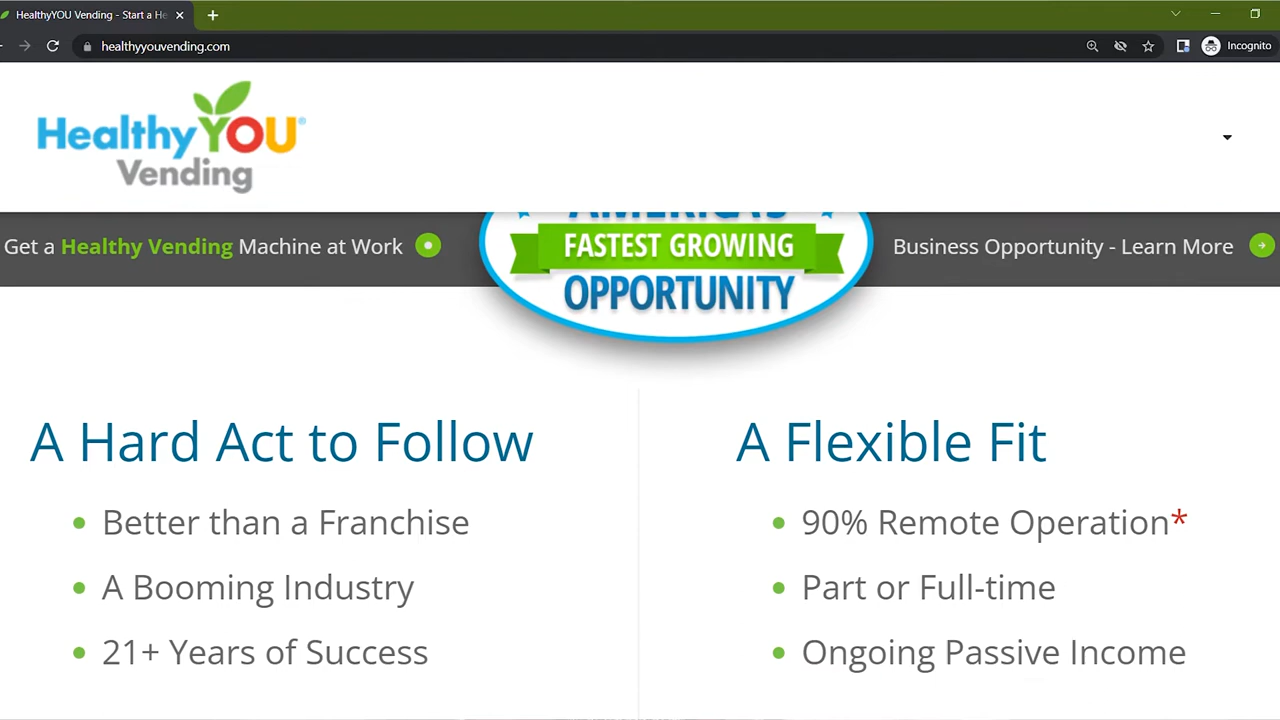 HealthyYOU Vending - Start a He
healthyyouvending.com
Incognito
HealthyYOU®
Vending
AMERICA'S
Get a Healthy Vending Machine at Work
FASTEST GROWING
Business Opportunity - Learn More
OPPORTUNITY
A Hard Act to Follow
Better than a Franchise
A Booming Industry
21+ Years of Success
A Flexible Fit
90% Remote Operation*
Part or Full-time
Ongoing Passive Income